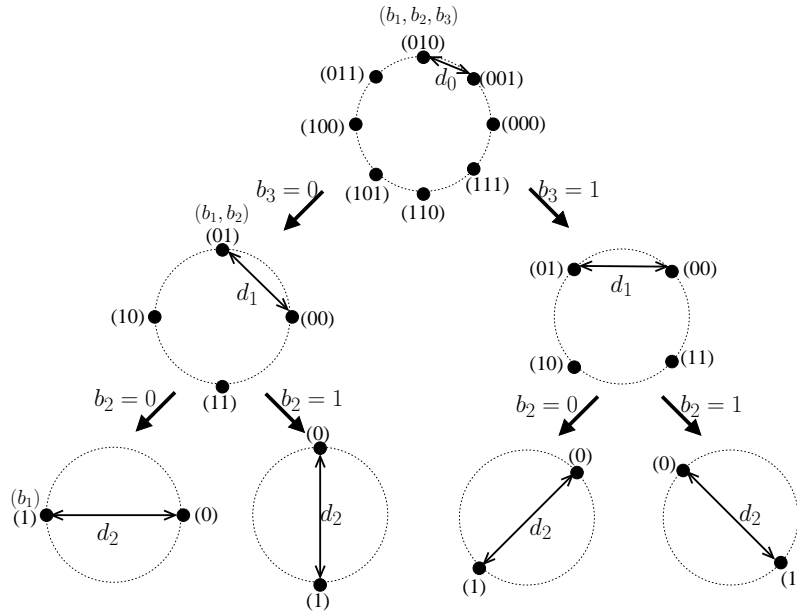 (b₁, b₂, b₃)
(010)
(011)
d₀
(001)
(100)
(000)
(101)
(111)
(110)
b₃ = 0
b₃ = 1
(b₁, b₂)
(01)
d₁
(10)
(00)
(11)
(01)
(00)
d₁
(10)
(11)
b₂ = 0
b₂ = 1
b₂ = 0
b₂ = 1
(b₁)
(1)
(0)
d₂
(0)
d₂
(1)
(0)
d₂
(1)
(0)
d₂
(1